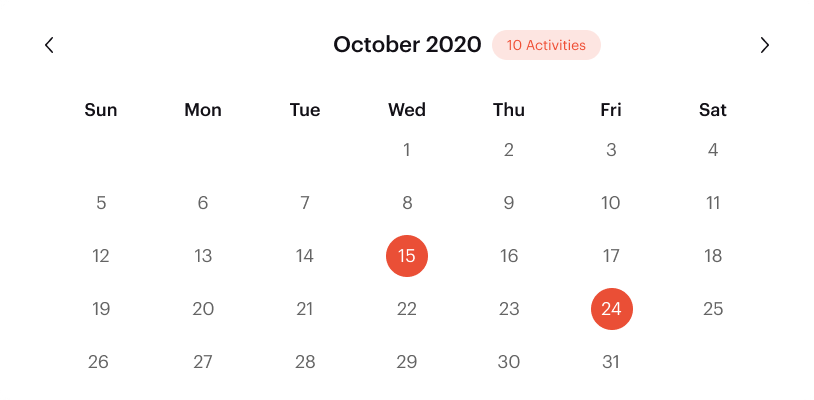 October 2020 10 Activities
Sun Mon Tue Wed Thu Fri Sat
1 2 3 4
5 6 7 8 9 10 11
12 13 14 15 16 17 18
19 20 21 22 23 24 25
26 27 28 29 30 31